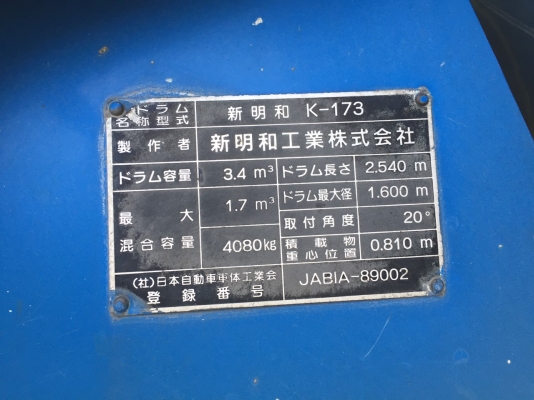 ドラム名称型式 新明和 K-173
製作者 新明和工業株式会社
ドラム容量 3.4 m³ ドラム長さ 2.540 m
最大混合容量 1.7 m³ ドラム最大径 1.600 m
取付角度 20°
4080kg 積載物重心位置 0.810 m
(社)日本自動車車体工業会登録番号 JABIA-89002